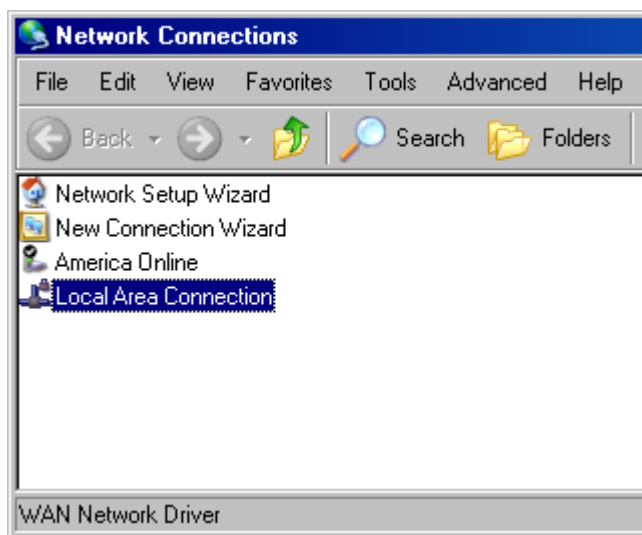 Network Connections
File Edit View Favorites Tools Advanced Help
Back Search Folders
Network Setup Wizard
New Connection Wizard
America Online
Local Area Connection
WAN Network Driver